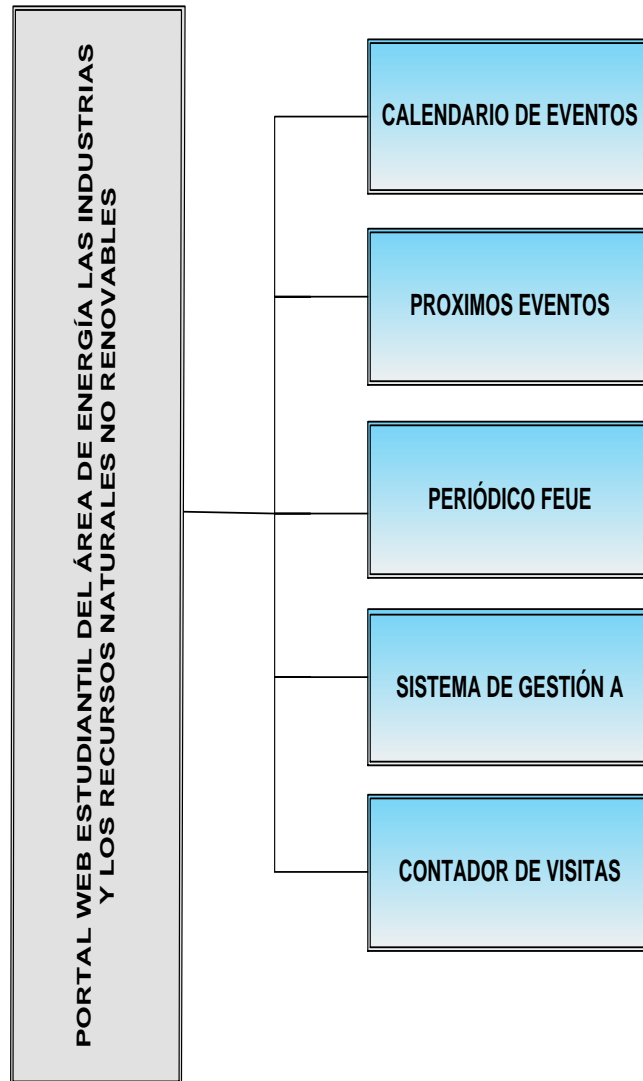 PORTAL WEB ESTUDIANTIL DEL ÁREA DE ENERGÍA LAS INDUSTRIAS
Y LOS RECURSOS NATURALES NO RENOVABLES
CALENDARIO DE EVENTOS
PROXIMOS EVENTOS
PERIÓDICO FEUE
SISTEMA DE GESTIÓN A
CONTADOR DE VISITAS